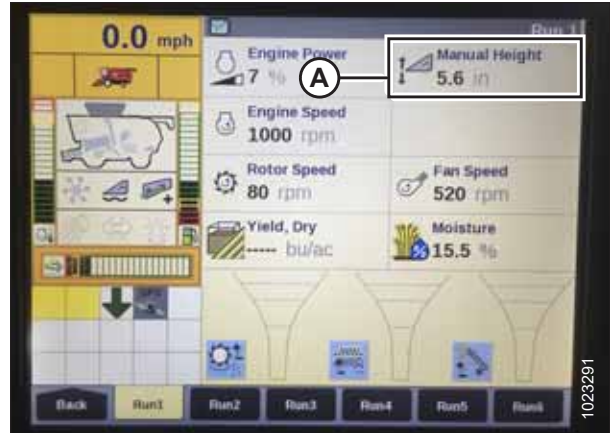 0.0 mph
Run 1
Engine Power
7 %
A
Manual Height
5.6 in
Engine Speed
1000 rpm
Rotor Speed
80 rpm
Fan Speed
520 rpm
Yield, Dry
----- bu/ac
Moisture
15.5 %
Back Run1 Run2 Run3 Run4 Run5 Run6
1023291